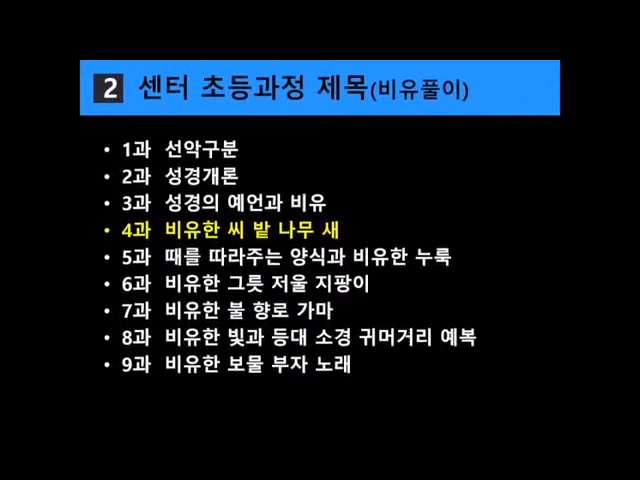 2 센터 초등과정 제목(비유풀이)
• 1과 선악구분
• 2과 성경개론
• 3과 성경의 예언과 비유
• 4과 비유한 씨 밭 나무 새
• 5과 때를 따라주는 양식과 비유한 누룩
• 6과 비유한 그릇 저울 지팡이
• 7과 비유한 불 향로 가마
• 8과 비유한 빛과 등대 소경 귀머거리 예복
• 9과 비유한 보물 부자 노래